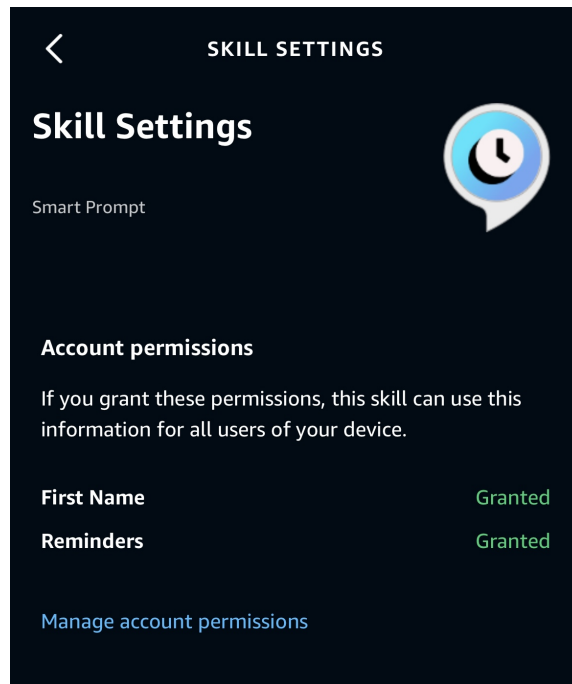 SKILL SETTINGS
Skill Settings
Smart Prompt
Account permissions
If you grant these permissions, this skill can use this
information for all users of your device.
First Name Granted
Reminders Granted
Manage account permissions